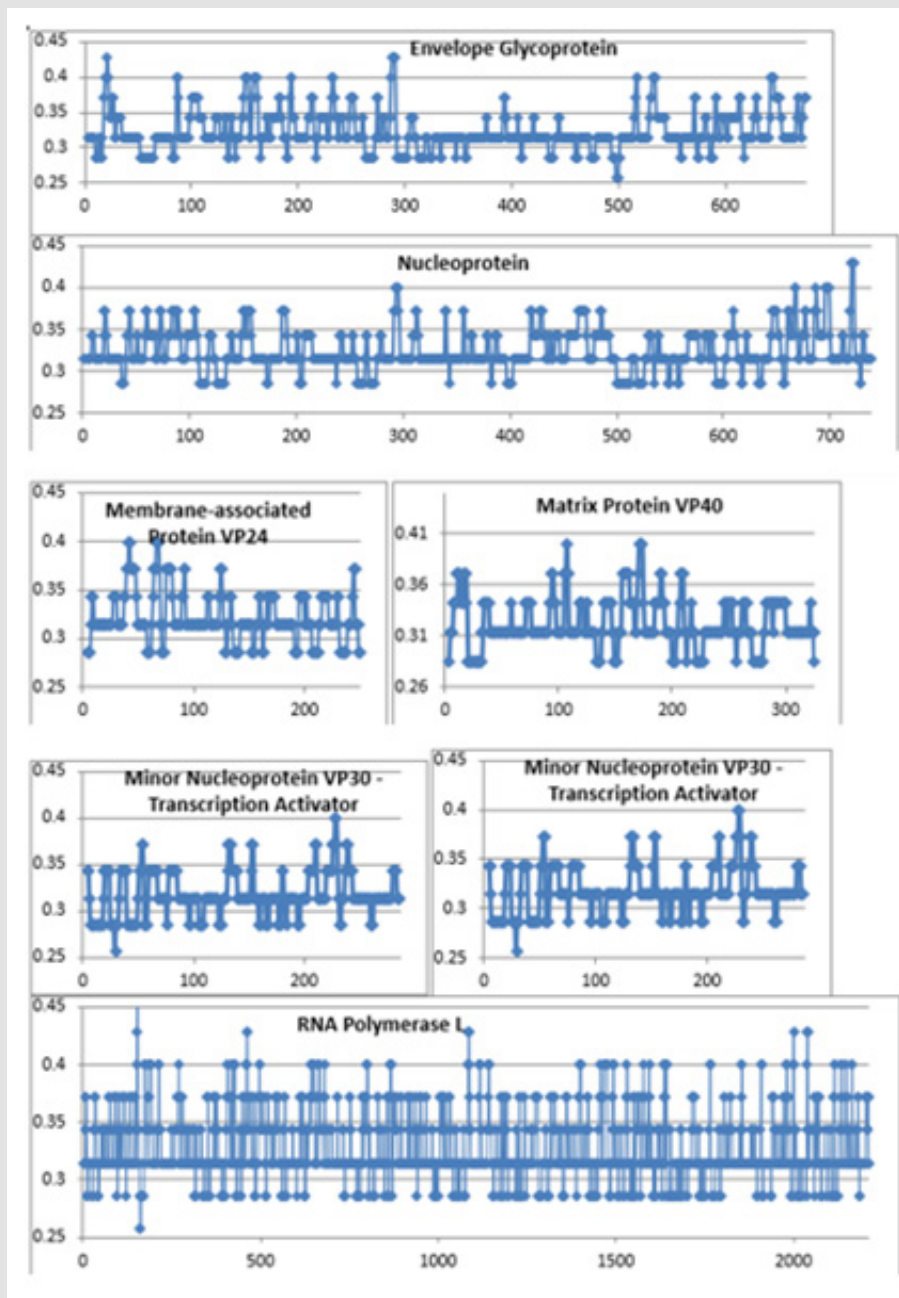 Envelope Glycoprotein
0.45
0.4
0.35
0.3
0.25
0 100 200 300 400 500 600
Nucleoprotein
0.45
0.4
0.35
0.3
0.25
0 100 200 300 400 500 600 700
Membrane-associated
Protein VP24
0.45
0.4
0.35
0.3
0.25
0 100 200
Matrix Protein VP40
0.41
0.36
0.31
0.26
0 100 200 300
Minor Nucleoprotein VP30 -
Transcription Activator
0.45
0.4
0.35
0.3
0.25
0 100 200
Minor Nucleoprotein VP30 -
Transcription Activator
0.45
0.4
0.35
0.3
0.25
0 100 200
RNA Polymerase L
0.45
0.4
0.35
0.3
0.25
0 500 1000 1500 2000